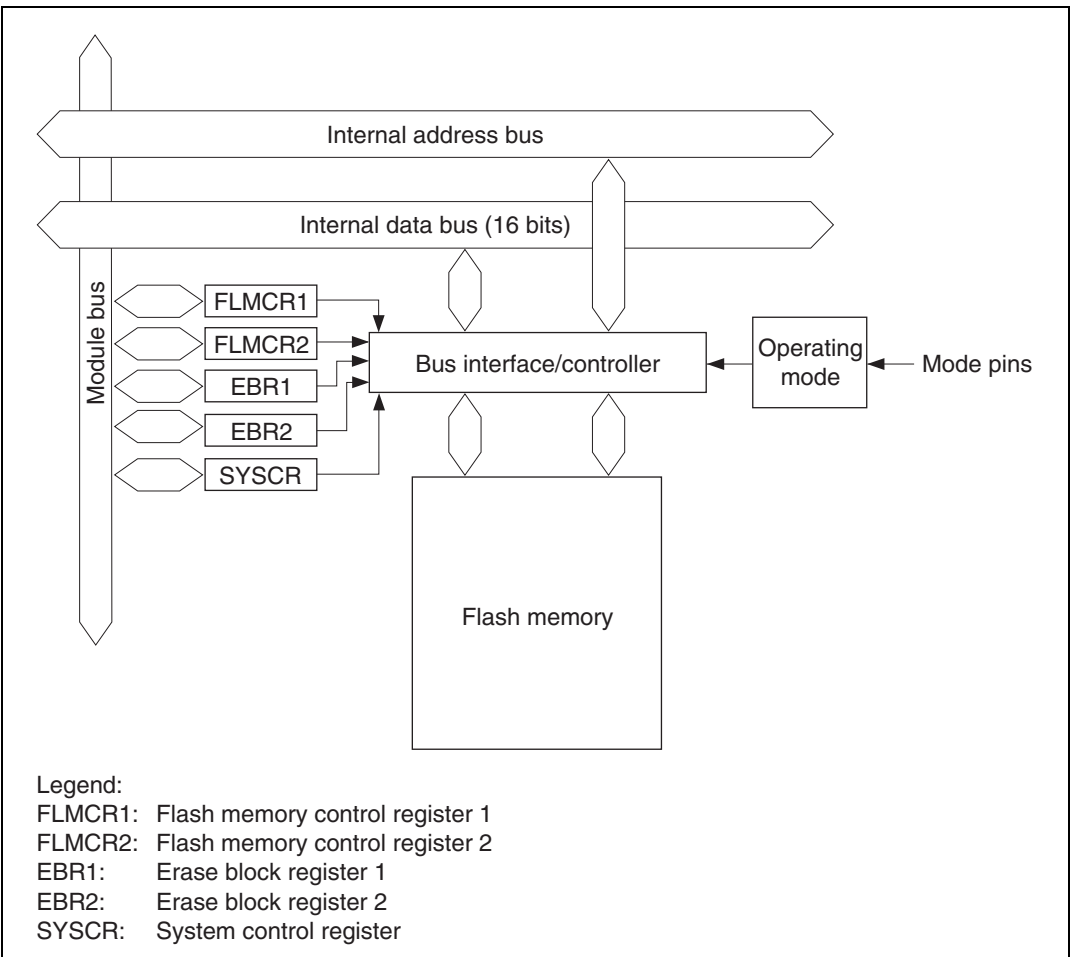 Internal address bus
Internal data bus (16 bits)
Module bus
FLMCR1
FLMCR2
EBR1
EBR2
SYSCR
Bus interface/controller
Operating
mode
Mode pins
Flash memory
Legend:
FLMCR1: Flash memory control register 1
FLMCR2: Flash memory control register 2
EBR1: Erase block register 1
EBR2: Erase block register 2
SYSCR: System control register